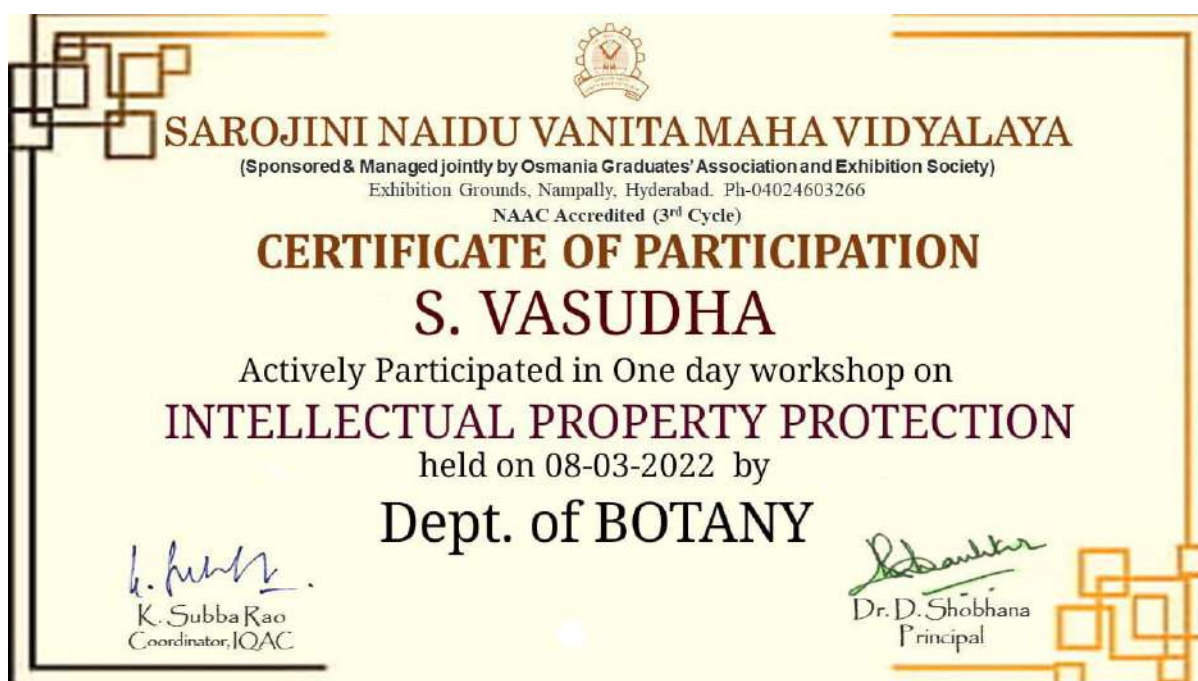 SAROJINI NAIDU VANITA MAHA VIDYALAYA
(Sponsored & Managed jointly by Osmania Graduates' Association and Exhibition Society)
Exhibition Grounds, Nampally, Hyderabad. Ph-04024603266
NAAC Accredited (3rd Cycle)
CERTIFICATE OF PARTICIPATION
S. VASUDHA
Actively Participated in One day workshop on
INTELLECTUAL PROPERTY PROTECTION
held on 08-03-2022 by
Dept. of BOTANY
K. Subba Rao
Coordinator, IQAC
Dr. D. Shobhana
Principal